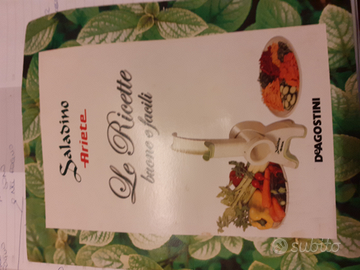 Saladino
Ariete
Le Ricette
buone e facili
DeAGOSTINI
subito